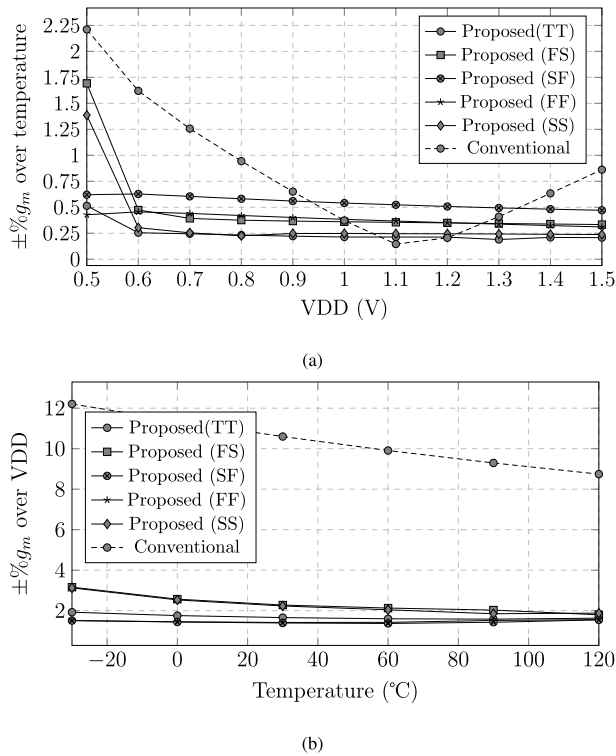 ±%gₘ over temperature
2.25
2
1.75
1.5
1.25
1
0.75
0.5
0.25
0
Proposed(TT)
Proposed (FS)
Proposed (SF)
Proposed (FF)
Proposed (SS)
Conventional
0.5 0.6 0.7 0.8 0.9 1 1.1 1.2 1.3 1.4 1.5
VDD (V)
(a)
±%gₘ over VDD
12
10
8
6
4
2
Proposed(TT)
Proposed (FS)
Proposed (SF)
Proposed (FF)
Proposed (SS)
Conventional
−20 0 20 40 60 80 100 120
Temperature (℃)
(b)